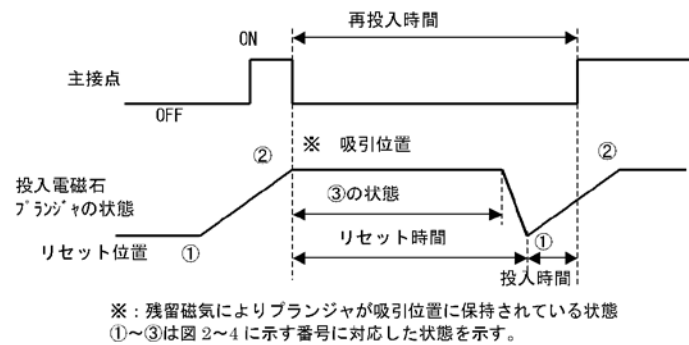 再投入時間
ON
主接点
OFF
② ※ 吸引位置 ②
投入電磁石
プランジャの状態
③の状態
リセット位置 ① リセット時間 ①
投入時間
※:残留磁気によりプランジャが吸引位置に保持されている状態
①~③は図2~4に示す番号に対応した状態を示す。